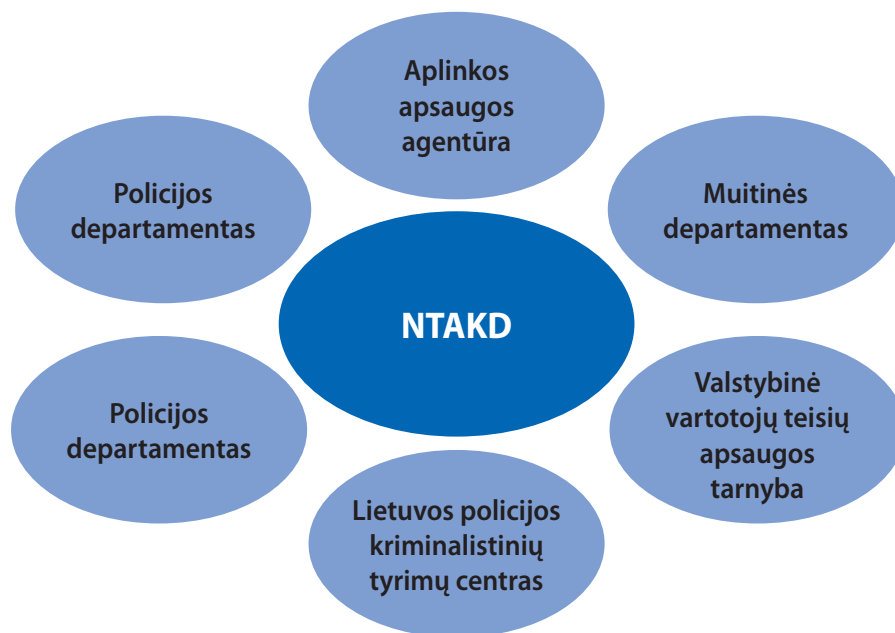 Aplinkos
apsaugos
agentūra
Policijos
departamentas
Muitinės
departamentas
NTAKD
Policijos
departamentas
Valstybinė
vartotojų teisių
apsaugos
tarnyba
Lietuvos policijos
kriminalistinių
tyrimų centras